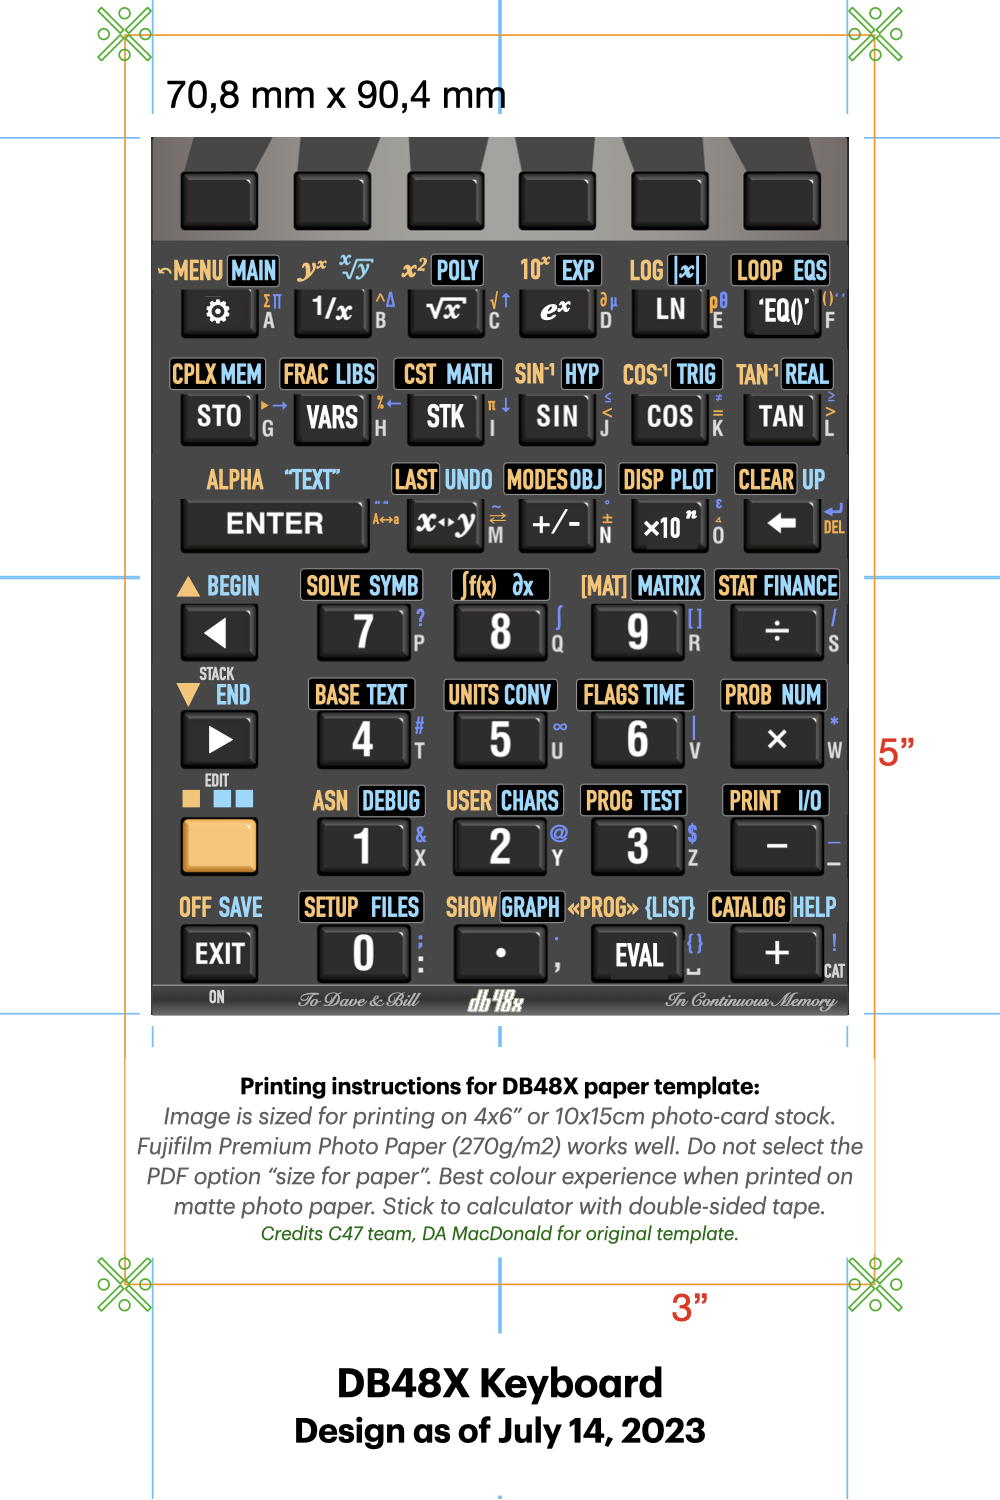 70,8 mm x 90,4 mm
MENU MAIN yˣ ˣ√y x² POLY 10ˣ EXP LOG |x| LOOP EQS
⚙ Σ∏ A 1/x ^Δ B √x √↑ C eˣ ∂μ D LN ρθ E 'EQ()' () F
CPLX MEM FRAC LIBS CST MATH SIN⁻¹ HYP COS⁻¹ TRIG TAN⁻¹ REAL
STO ▸→ G VARS %← H STK π↓ I SIN ≤ < J COS ≠ = K TAN ≥ > L
ALPHA “TEXT” LAST UNDO MODES OBJ DISP PLOT CLEAR UP
ENTER “” A↔a x↔y ~ ⇄ M +/- ° ± N ×10ⁿ ε ∡ O ← ↵ DEL
▲ BEGIN SOLVE SYMB ∫f(x) ∂x [MAT] MATRIX STAT FINANCE
◀ 7 ? P 8 ∫ Q 9 [] R ÷ / S
STACK
▼ END BASE TEXT UNITS CONV FLAGS TIME PROB NUM
▶ 4 # T 5 ∞ U 6 | V × * W
EDIT
ASN DEBUG USER CHARS PROG TEST PRINT I/O
1 & X 2 @ Y 3 $ Z − _ –
OFF SAVE SETUP FILES SHOW GRAPH «PROG» {LIST} CATALOG HELP
EXIT 0 ; : . · , EVAL {} ␣ + ! CAT
ON To Dave & Bill db48x In Continuous Memory
5”
Printing instructions for DB48X paper template:
Image is sized for printing on 4x6” or 10x15cm photo-card stock.
Fujifilm Premium Photo Paper (270g/m2) works well. Do not select the
PDF option “size for paper”. Best colour experience when printed on
matte photo paper. Stick to calculator with double-sided tape.
Credits C47 team, DA MacDonald for original template.
3”
DB48X Keyboard
Design as of July 14, 2023